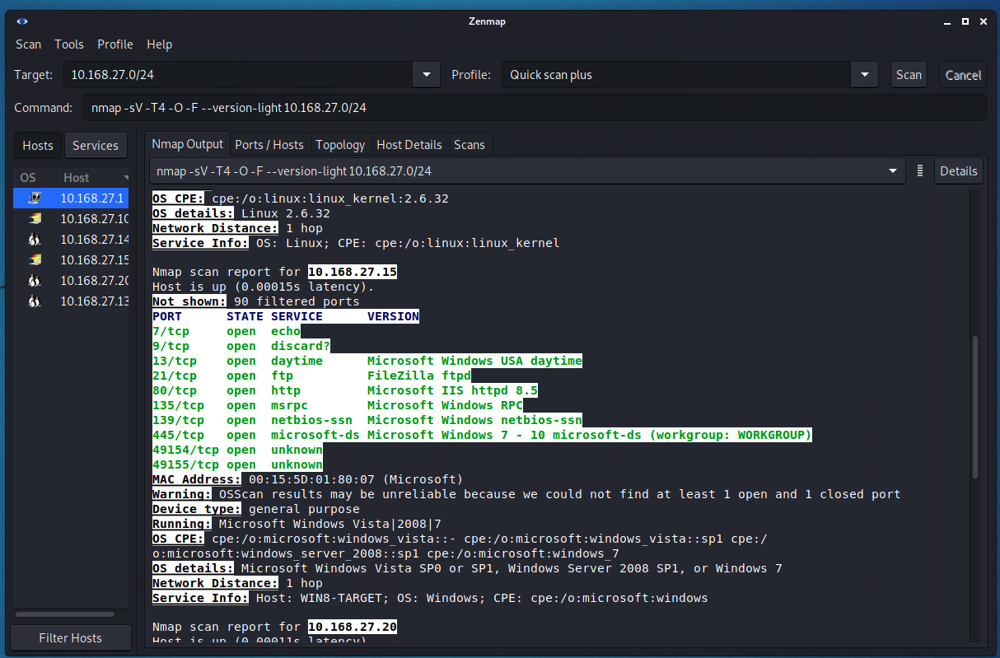 Zenmap
Scan Tools Profile Help
Target: 10.168.27.0/24 Profile: Quick scan plus Scan Cancel
Command: nmap -sV -T4 -O -F --version-light 10.168.27.0/24
Hosts Services
Nmap Output Ports / Hosts Topology Host Details Scans
nmap -sV -T4 -O -F --version-light 10.168.27.0/24 Details
OS Host
10.168.27.1
10.168.27.10
10.168.27.14
10.168.27.15
10.168.27.20
10.168.27.13
Filter Hosts
OS CPE: cpe:/o:linux:linux_kernel:2.6.32
OS details: Linux 2.6.32
Network Distance: 1 hop
Service Info: OS: Linux; CPE: cpe:/o:linux:linux_kernel
Nmap scan report for 10.168.27.15
Host is up (0.00015s latency).
Not shown: 90 filtered ports
PORT STATE SERVICE VERSION
7/tcp open echo
9/tcp open discard?
13/tcp open daytime Microsoft Windows USA daytime
21/tcp open ftp FileZilla ftpd
80/tcp open http Microsoft IIS httpd 8.5
135/tcp open msrpc Microsoft Windows RPC
139/tcp open netbios-ssn Microsoft Windows netbios-ssn
445/tcp open microsoft-ds Microsoft Windows 7 - 10 microsoft-ds (workgroup: WORKGROUP)
49154/tcp open unknown
49155/tcp open unknown
MAC Address: 00:15:5D:01:80:07 (Microsoft)
Warning: OSScan results may be unreliable because we could not find at least 1 open and 1 closed port
Device type: general purpose
Running: Microsoft Windows Vista|2008|7
OS CPE: cpe:/o:microsoft:windows_vista::- cpe:/o:microsoft:windows_vista::sp1 cpe:/
o:microsoft:windows_server_2008::sp1 cpe:/o:microsoft:windows_7
OS details: Microsoft Windows Vista SP0 or SP1, Windows Server 2008 SP1, or Windows 7
Network Distance: 1 hop
Service Info: Host: WIN8-TARGET; OS: Windows; CPE: cpe:/o:microsoft:windows
Nmap scan report for 10.168.27.20
Host is up (0.00011s latency)